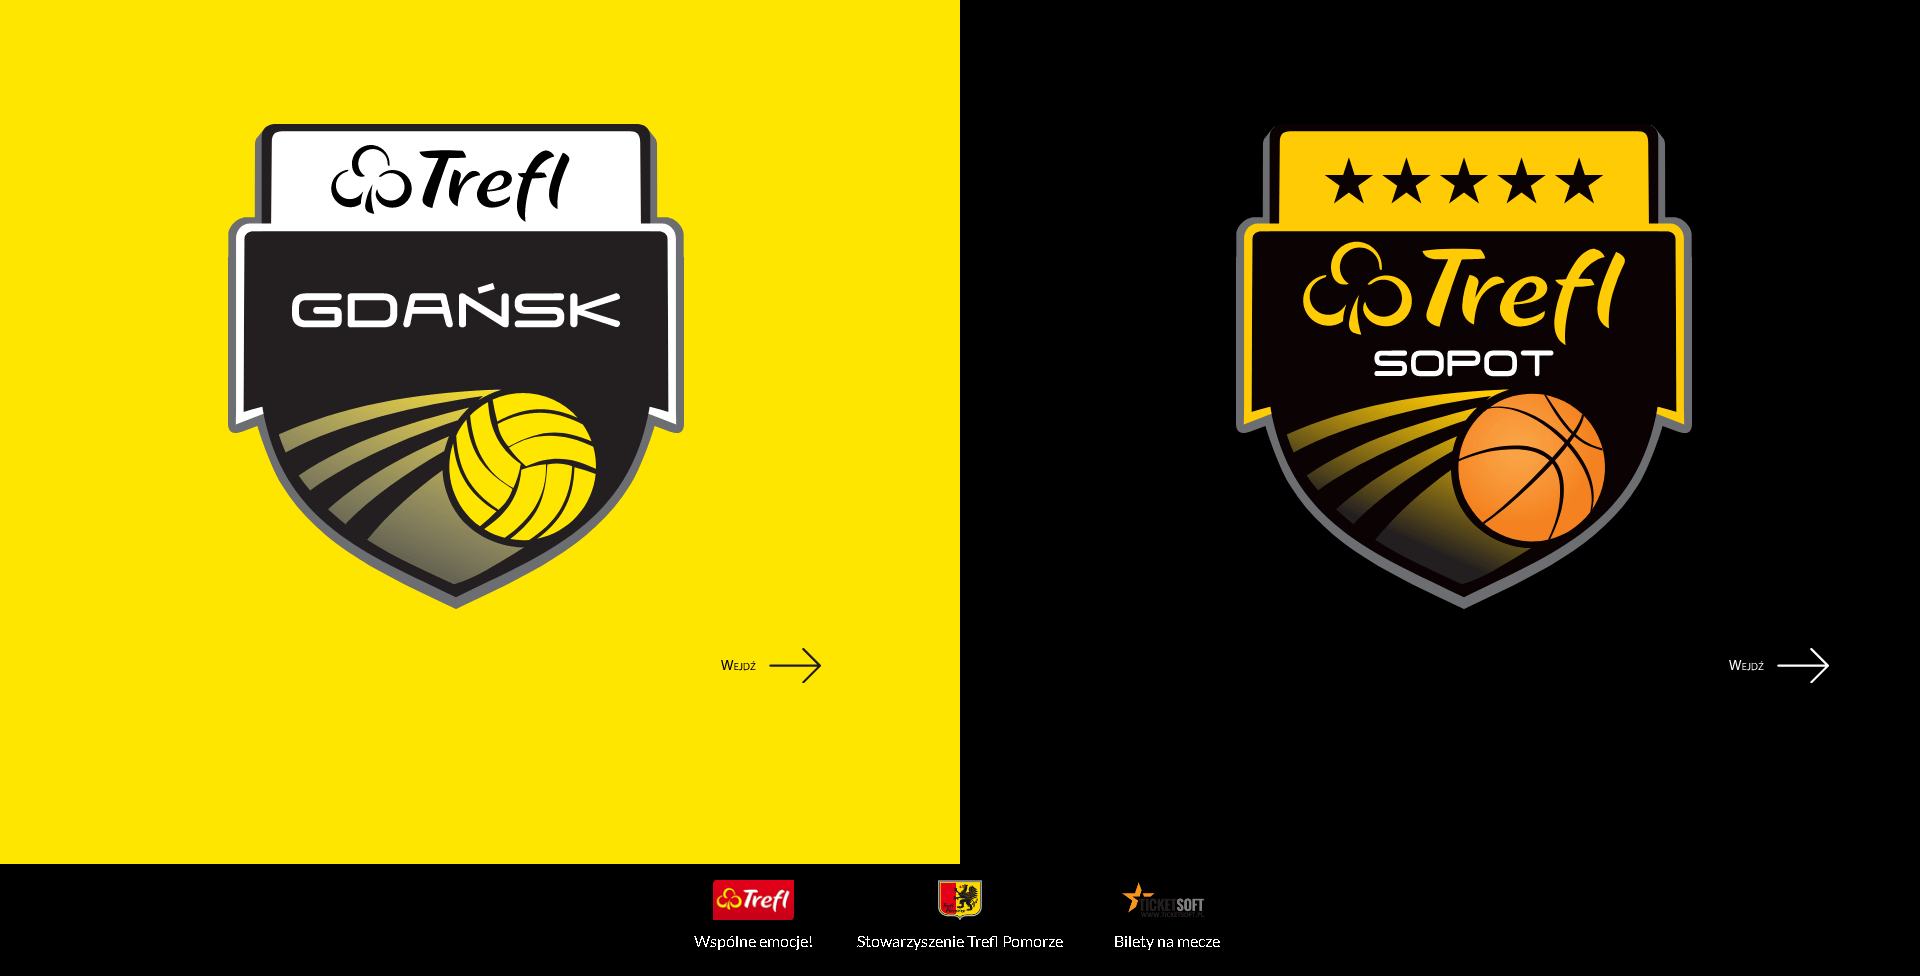 Trefl
GDAŃSK
Wejdź
Trefl
SOPOT
Wejdź
Trefl
Wspólne emocje!
Stowarzyszenie Trefl Pomorze
TICKETSOFT
WWW.TICKETSOFT.PL
Bilety na mecze